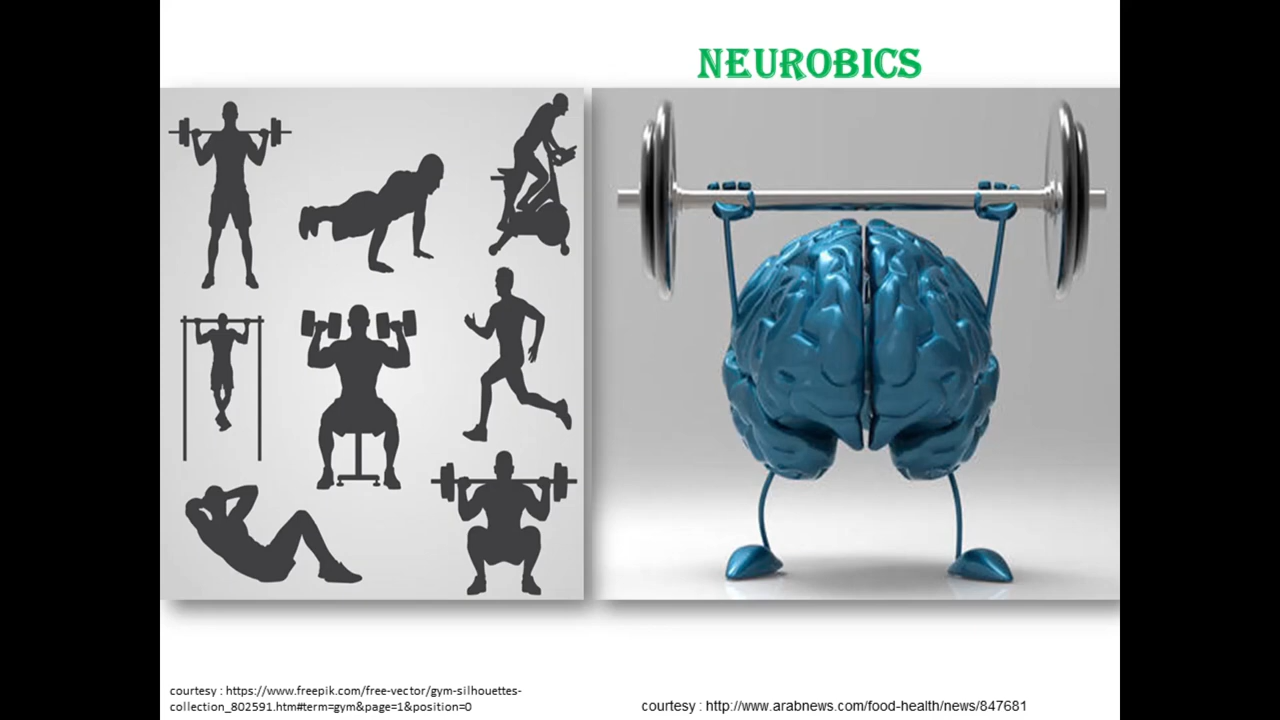 NEUROBICS
courtesy : https://www.freepik.com/free-vector/gym-silhouettes-
collection_802591.htm#term=gym&page=1&position=0
courtesy : http://www.arabnews.com/food-health/news/847681